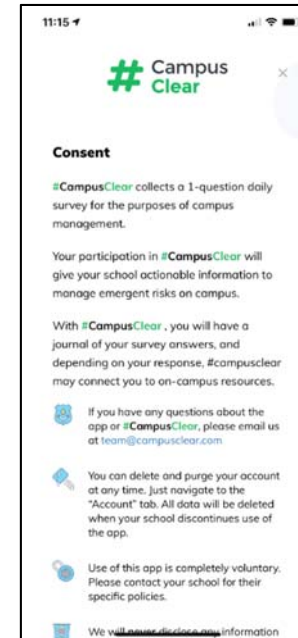 11:15
# Campus
Clear
Consent
#CampusClear collects a 1-question daily
survey for the purposes of campus
management.
Your participation in #CampusClear will
give your school actionable information to
manage emergent risks on campus.
With #CampusClear , you will have a
journal of your survey answers, and
depending on your response, #campusclear
may connect you to on-campus resources.
If you have any questions about the
app or #CampusClear, please email us
at team@campusclear.com
You can delete and purge your account
at any time. Just navigate to the
"Account" tab. All data will be deleted
when your school discontinues use of
the app.
Use of this app is completely voluntary.
Please contact your school for their
specific policies.
We will never disclose any information